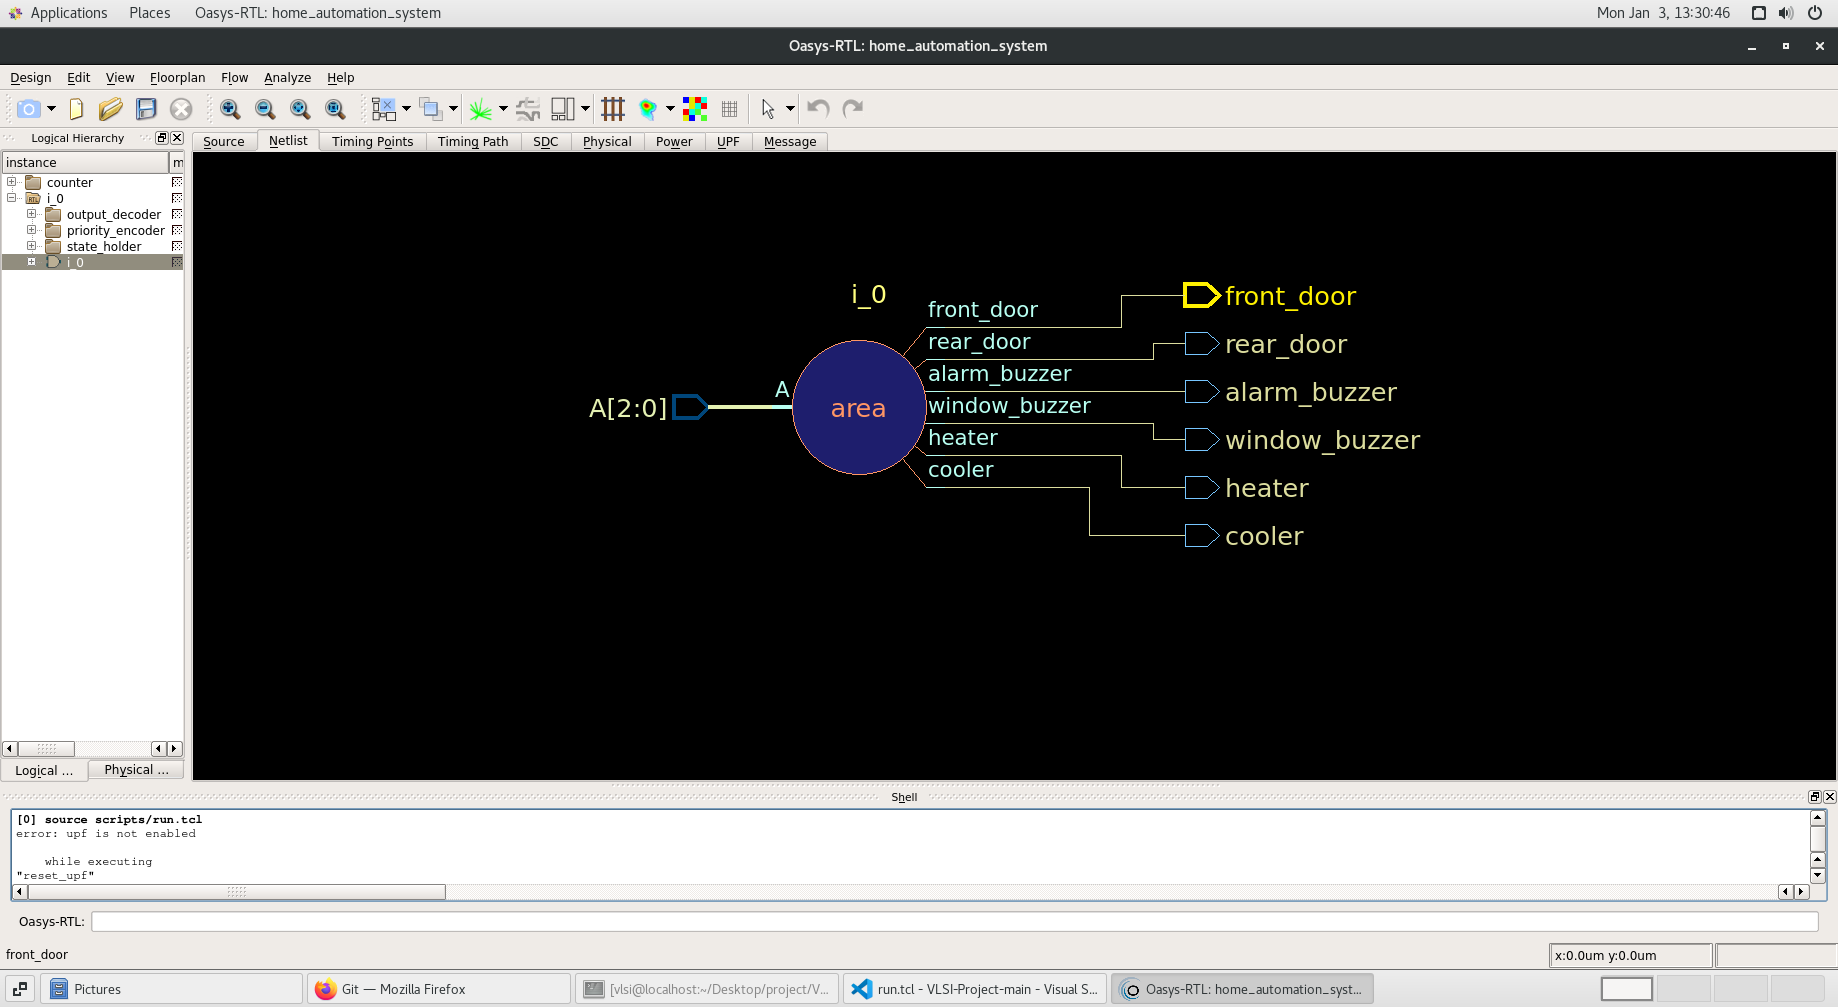 Applications Places Oasys-RTL: home_automation_system Mon Jan 3, 13:30:46
Oasys-RTL: home_automation_system
Design Edit View Floorplan Flow Analyze Help
Logical Hierarchy
Source Netlist Timing Points Timing Path SDC Physical Power UPF Message
instance m
counter
i_0
output_decoder
priority_encoder
state_holder
i_0
i_0
A[2:0]
A
area
front_door
rear_door
alarm_buzzer
window_buzzer
heater
cooler
front_door
rear_door
alarm_buzzer
window_buzzer
heater
cooler
Logical ... Physical ...
Shell
[0] source scripts/run.tcl
error: upf is not enabled
while executing
"reset_upf"
Oasys-RTL:
front_door x:0.0um y:0.0um
Pictures Git — Mozilla Firefox [vlsi@localhost:~/Desktop/project/V... run.tcl - VLSI-Project-main - Visual S... Oasys-RTL: home_automation_syst...